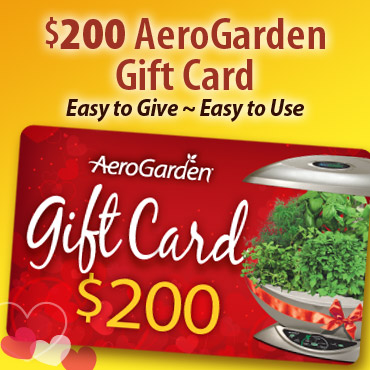 $200 AeroGarden
Gift Card
Easy to Give ~ Easy to Use
AeroGarden
Gift Card
$200